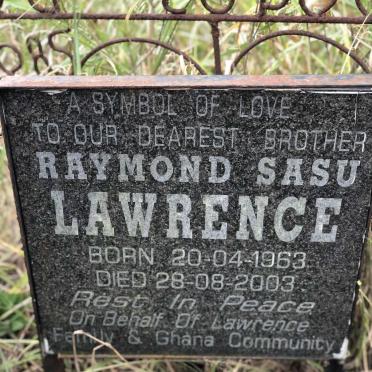 A SYMBOL OF LOVE
TO OUR DEAREST BROTHER
RAYMOND SASU
LAWRENCE
BORN 20-04-1963
DIED 28-08-2003
Rest In Peace
On Behalf Of Lawrence
Family & Ghana Community